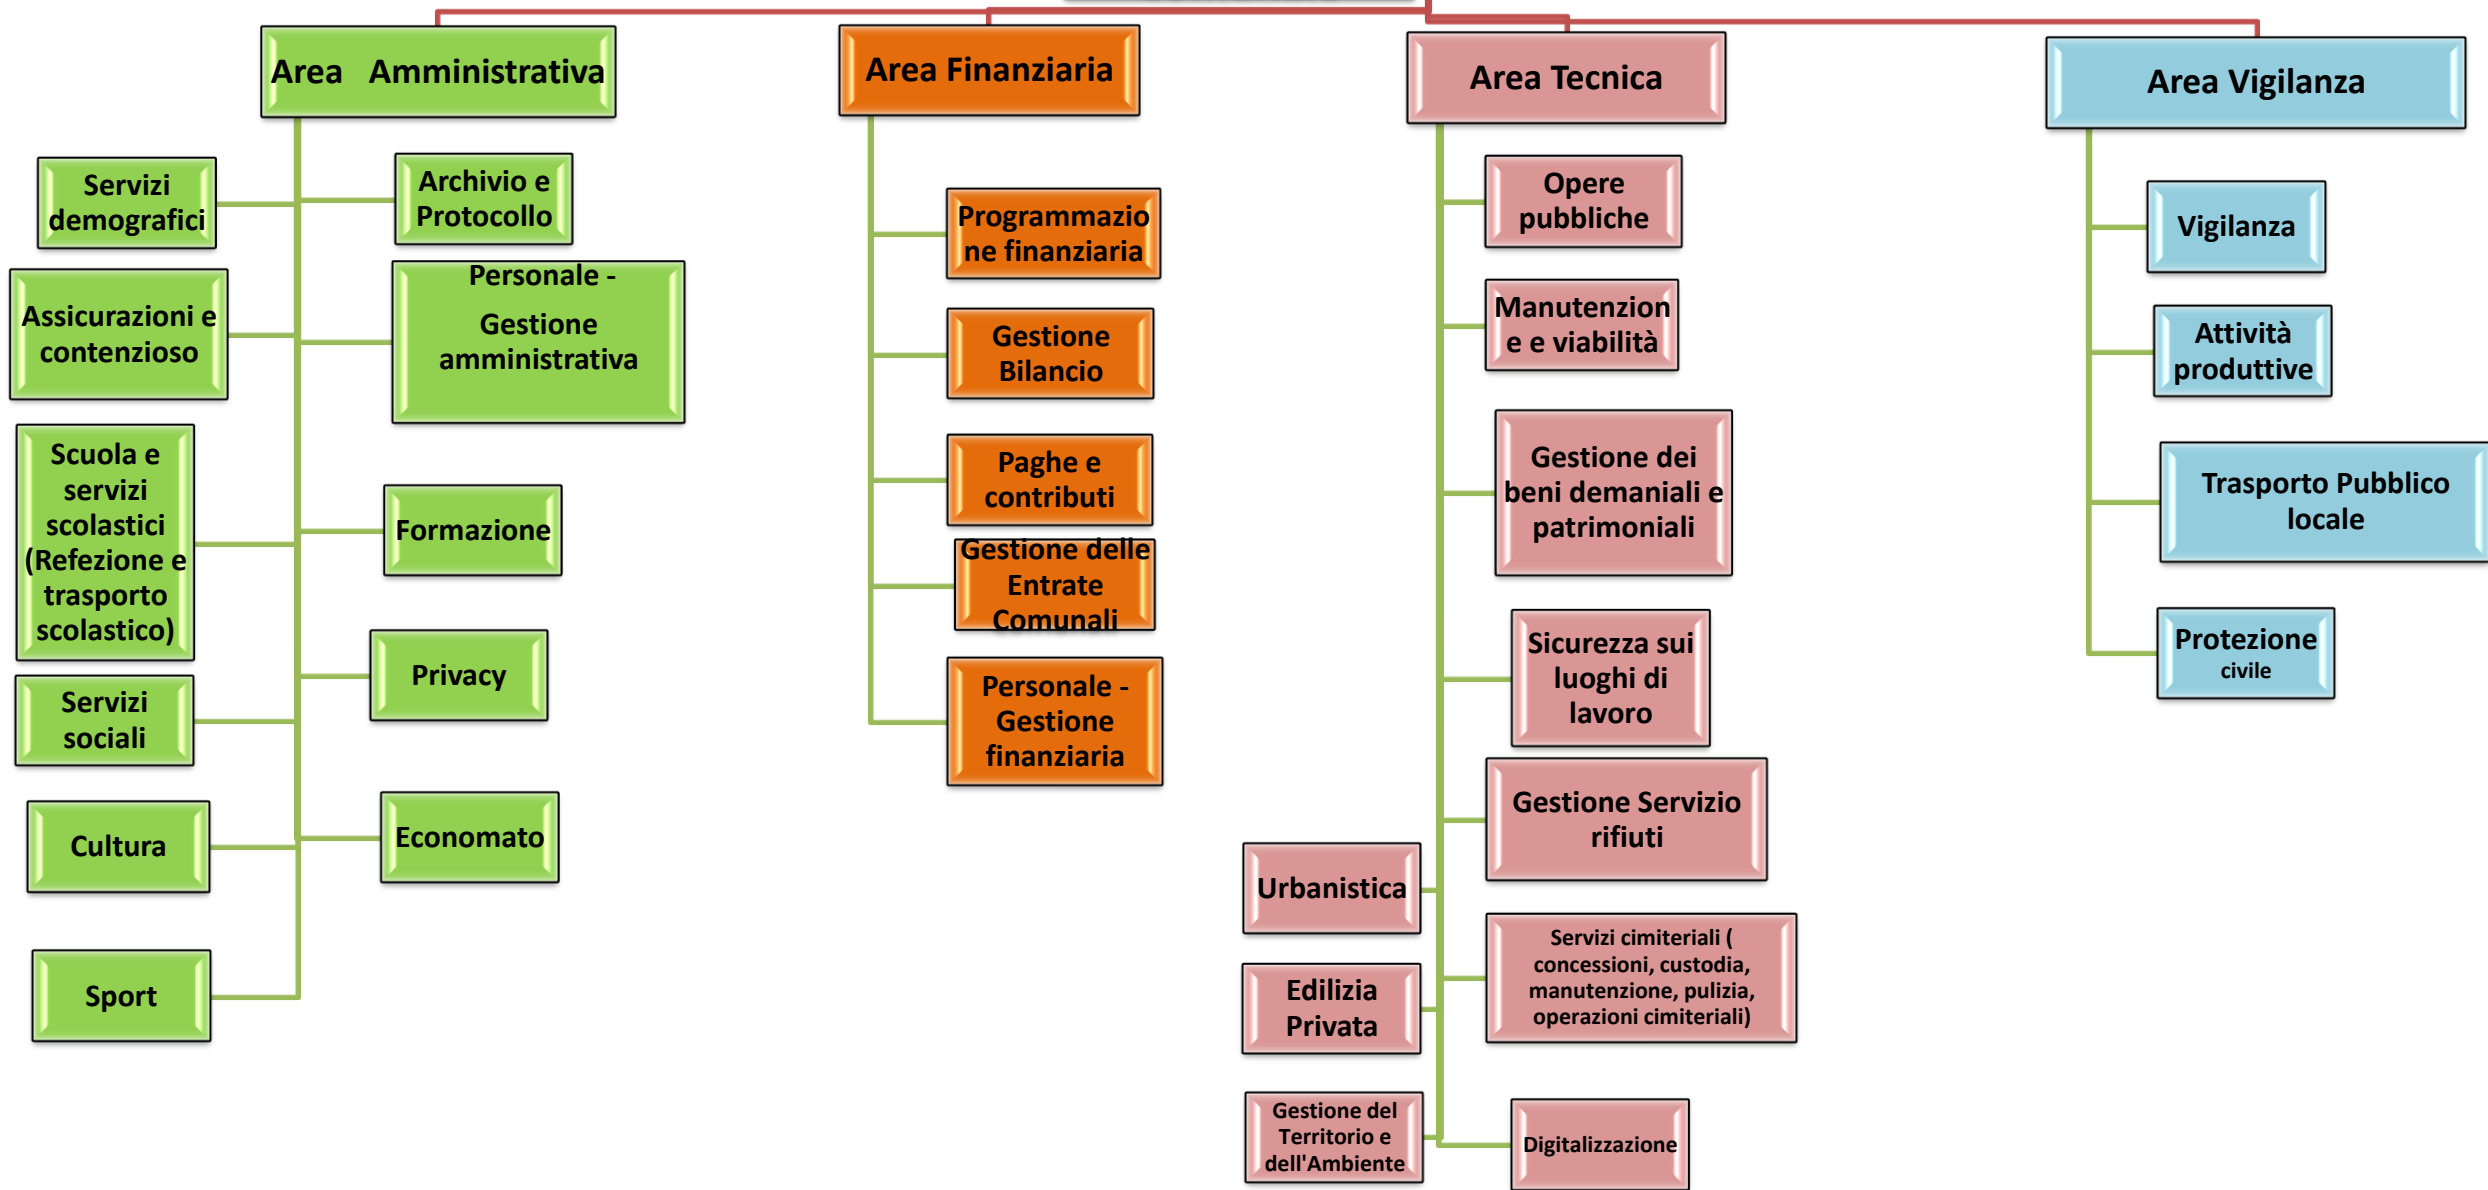 Area Amministrativa
Servizi
demografici
Archivio e
Protocollo
Assicurazioni e
contenzioso
Personale -
Gestione
amministrativa
Scuola e
servizi
scolastici
(Refezione e
trasporto
scolastico)
Formazione
Servizi
sociali
Privacy
Cultura
Economato
Sport
Area Finanziaria
Programmazio
ne finanziaria
Gestione
Bilancio
Paghe e
contributi
Gestione delle
Entrate
Comunali
Personale -
Gestione
finanziaria
Area Tecnica
Opere
pubbliche
Manutenzion
e e viabilità
Gestione dei
beni demaniali e
patrimoniali
Sicurezza sui
luoghi di
lavoro
Gestione Servizio
rifiuti
Urbanistica
Servizi cimiteriali (
concessioni, custodia,
manutenzione, pulizia,
operazioni cimiteriali)
Edilizia
Privata
Gestione del
Territorio e
dell'Ambiente
Digitalizzazione
Area Vigilanza
Vigilanza
Attività
produttive
Trasporto Pubblico
locale
Protezione
civile